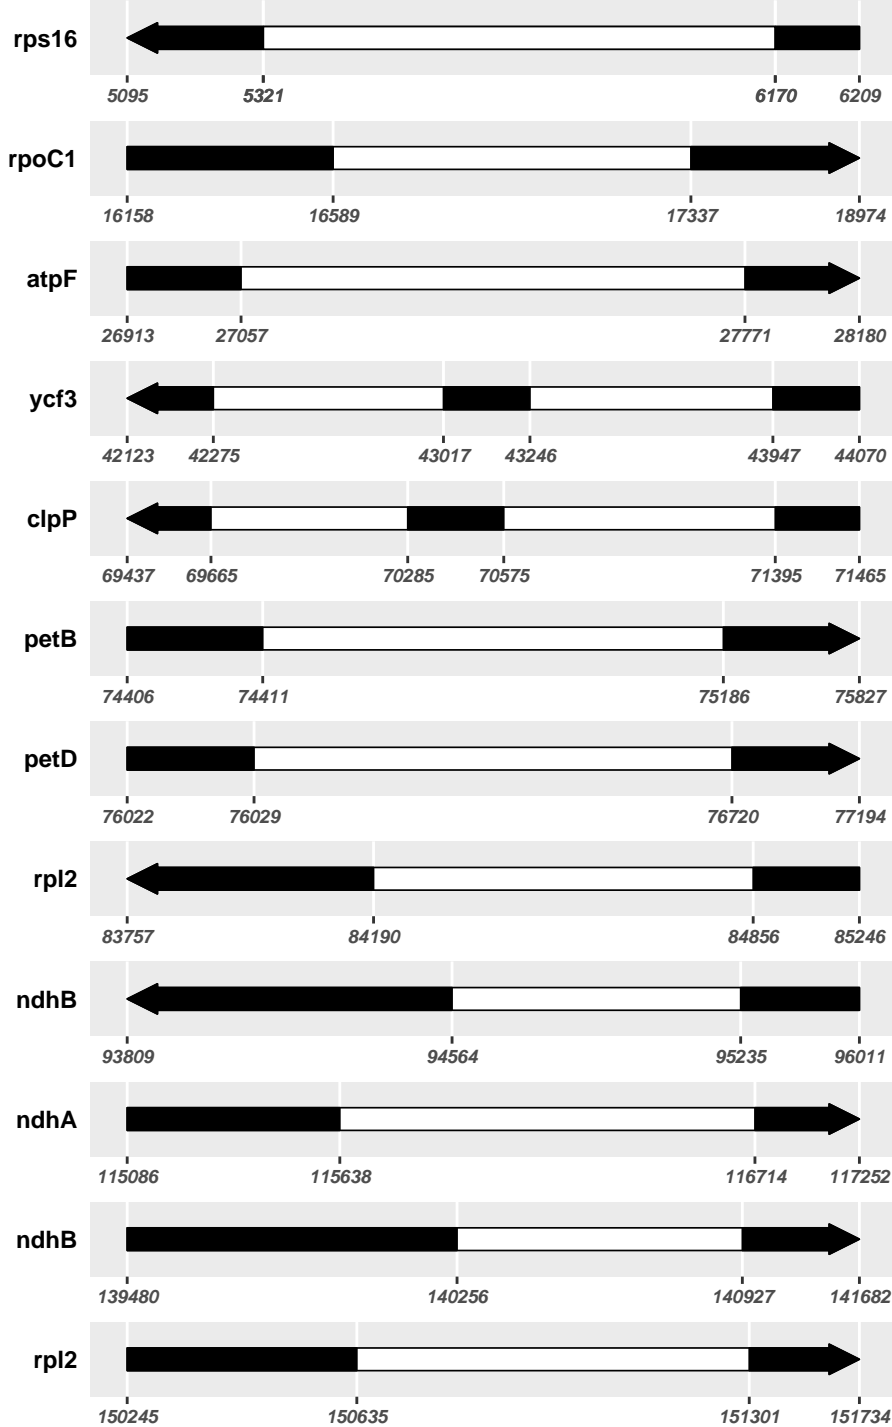 rps16
5095 5321 6170 6209
rpoC1
16158 16589 17337 18974
atpF
26913 27057 27771 28180
ycf3
42123 42275 43017 43246 43947 44070
clpP
69437 69665 70285 70575 71395 71465
petB
74406 74411 75186 75827
petD
76022 76029 76720 77194
rpl2
83757 84190 84856 85246
ndhB
93809 94564 95235 96011
ndhA
115086 115638 116714 117252
ndhB
139480 140256 140927 141682
rpl2
150245 150635 151301 151734